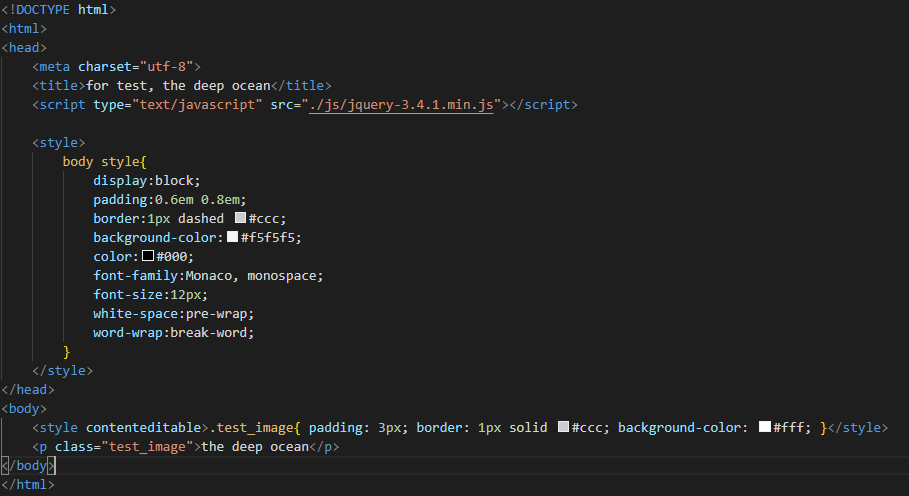 <!DOCTYPE html>
<html>
<head>
    <meta charset="utf-8">
    <title>for test, the deep ocean</title>
    <script type="text/javascript" src="./js/jquery-3.4.1.min.js"></script>

    <style>
        body style{
            display:block;
            padding:0.6em 0.8em;
            border:1px dashed #ccc;
            background-color:#f5f5f5;
            color:#000;
            font-family:Monaco, monospace;
            font-size:12px;
            white-space:pre-wrap;
            word-wrap:break-word;
        }
    </style>
</head>
<body>
    <style contenteditable>.test_image{ padding: 3px; border: 1px solid #ccc; background-color: #fff; }</style>
    <p class="test_image">the deep ocean</p>
</body>
</html>